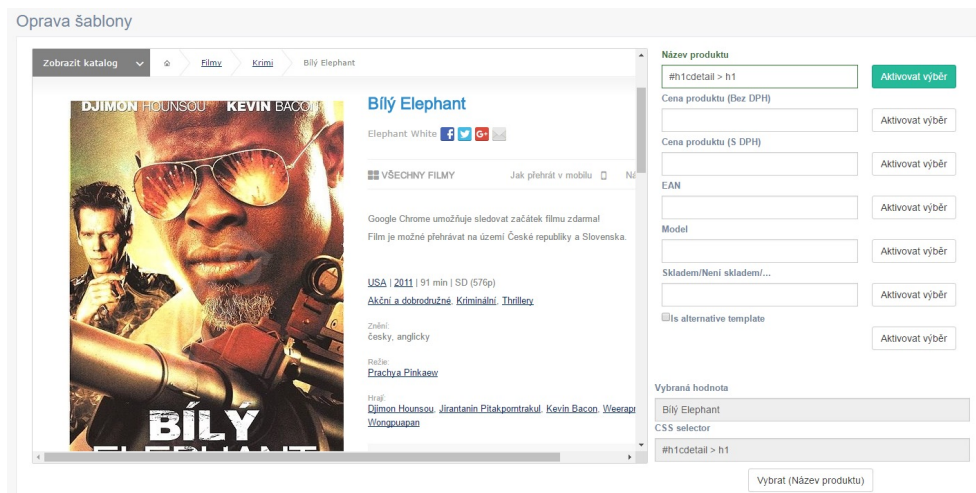 Oprava šablony
Zobrazit katalog
Filmy
Krimi
Bílý Elephant
DJIMON HOUNSOU KEVIN BACON
BÍLÝ
ELEPHANT
Bílý Elephant
Elephant White
VŠECHNY FILMY
Jak přehrát v mobilu
Google Chrome umožňuje sledovat začátek filmu zdarma!
Film je možné přehrávat na území České republiky a Slovenska.
USA | 2011 | 91 min | SD (576p)
Akční a dobrodružné, Kriminální, Thrillery
Znění:
česky, anglicky
Režie:
Prachya Pinkaew
Hrají:
Djimon Hounsou, Jirantanin Pitakporntrakul, Kevin Bacon, Weerapr
Wongpuapan
Název produktu
#h1cdetail > h1 Aktivovat výběr
Cena produktu (Bez DPH)
Aktivovat výběr
Cena produktu (S DPH)
Aktivovat výběr
EAN
Aktivovat výběr
Model
Aktivovat výběr
Skladem/Není skladem/...
Aktivovat výběr
Is alternative template
Aktivovat výběr
Vybraná hodnota
Bílý Elephant
CSS selector
#h1cdetail > h1
Vybrat (Název produktu)